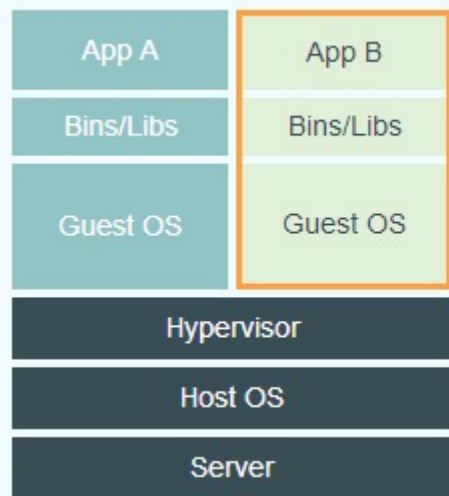 App A
App B
Bins/Libs
Bins/Libs
Guest OS
Guest OS
Hypervisor
Host OS
Server